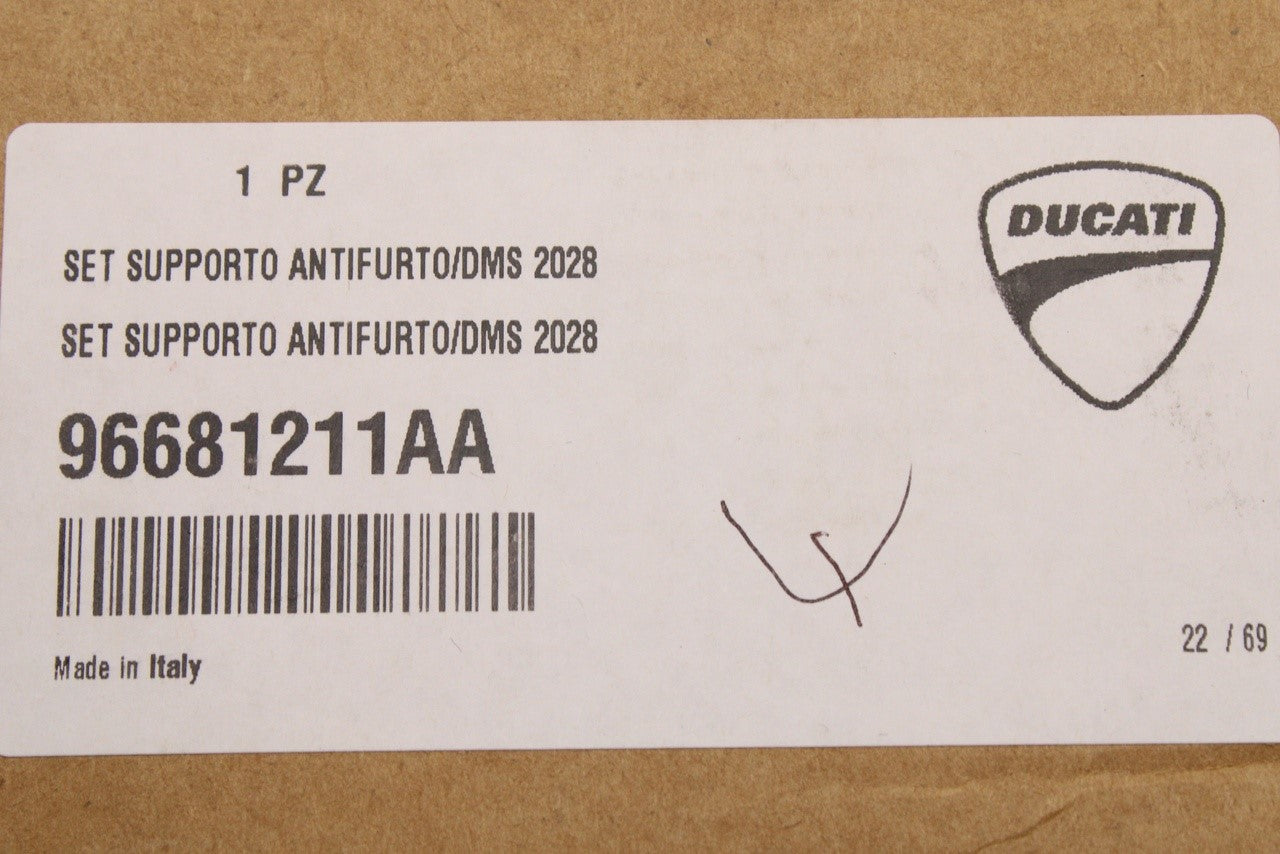 1 PZ
DUCATI
SET SUPPORTO ANTIFURTO/DMS 2028
SET SUPPORTO ANTIFURTO/DMS 2028
96681211AA
Made in Italy
22 / 69